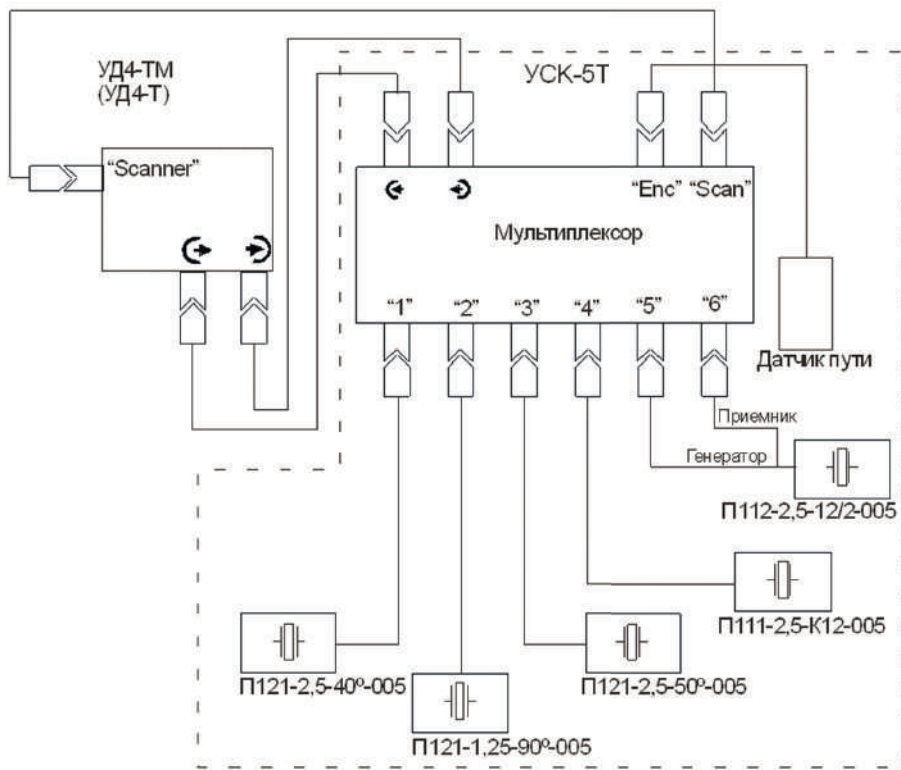 УД4-ТМ
(УД4-Т)
УСК-5Т
“Scanner”
“Enc” “Scan”
Мультиплексор
“1” “2” “3” “4” “5” “6”
Датчик пути
Приемник
Генератор
П112-2,5-12/2-005
П111-2,5-К12-005
П121-2,5-40º-005
П121-2,5-50º-005
П121-1,25-90º-005